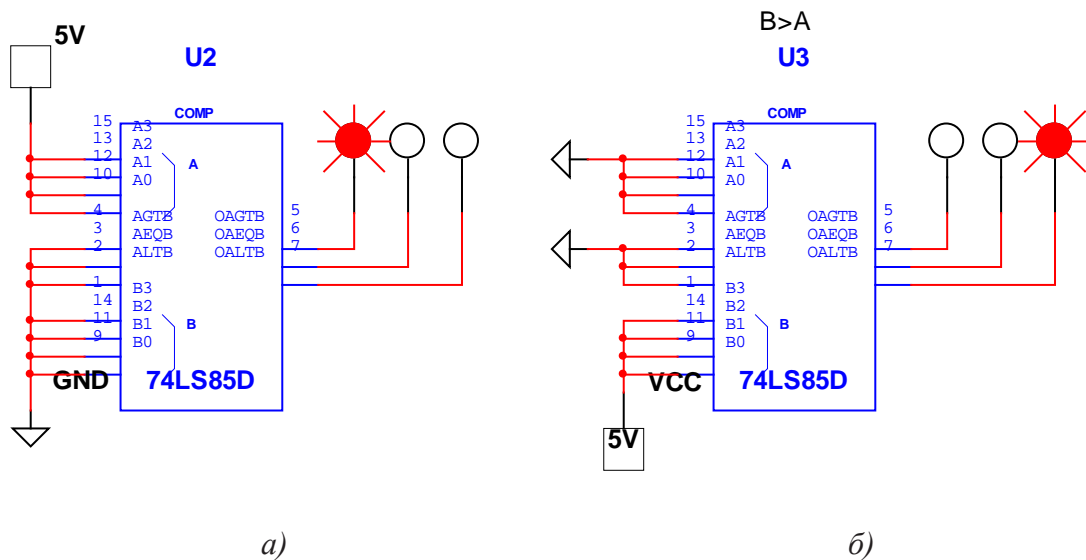 5V
U2
COMP
15 A3
13 A2
12 A1
10 A0
A
4 AGTB OAGTB 5
3 AEQB OAEQB 6
2 ALTB OALTB 7
1 B3
14 B2
11 B1
9 B0
B
GND
74LS85D
а)
B>A
U3
COMP
15 A3
13 A2
12 A1
10 A0
A
4 AGTB OAGTB 5
3 AEQB OAEQB 6
2 ALTB OALTB 7
1 B3
14 B2
11 B1
9 B0
B
VCC
74LS85D
5V
б)